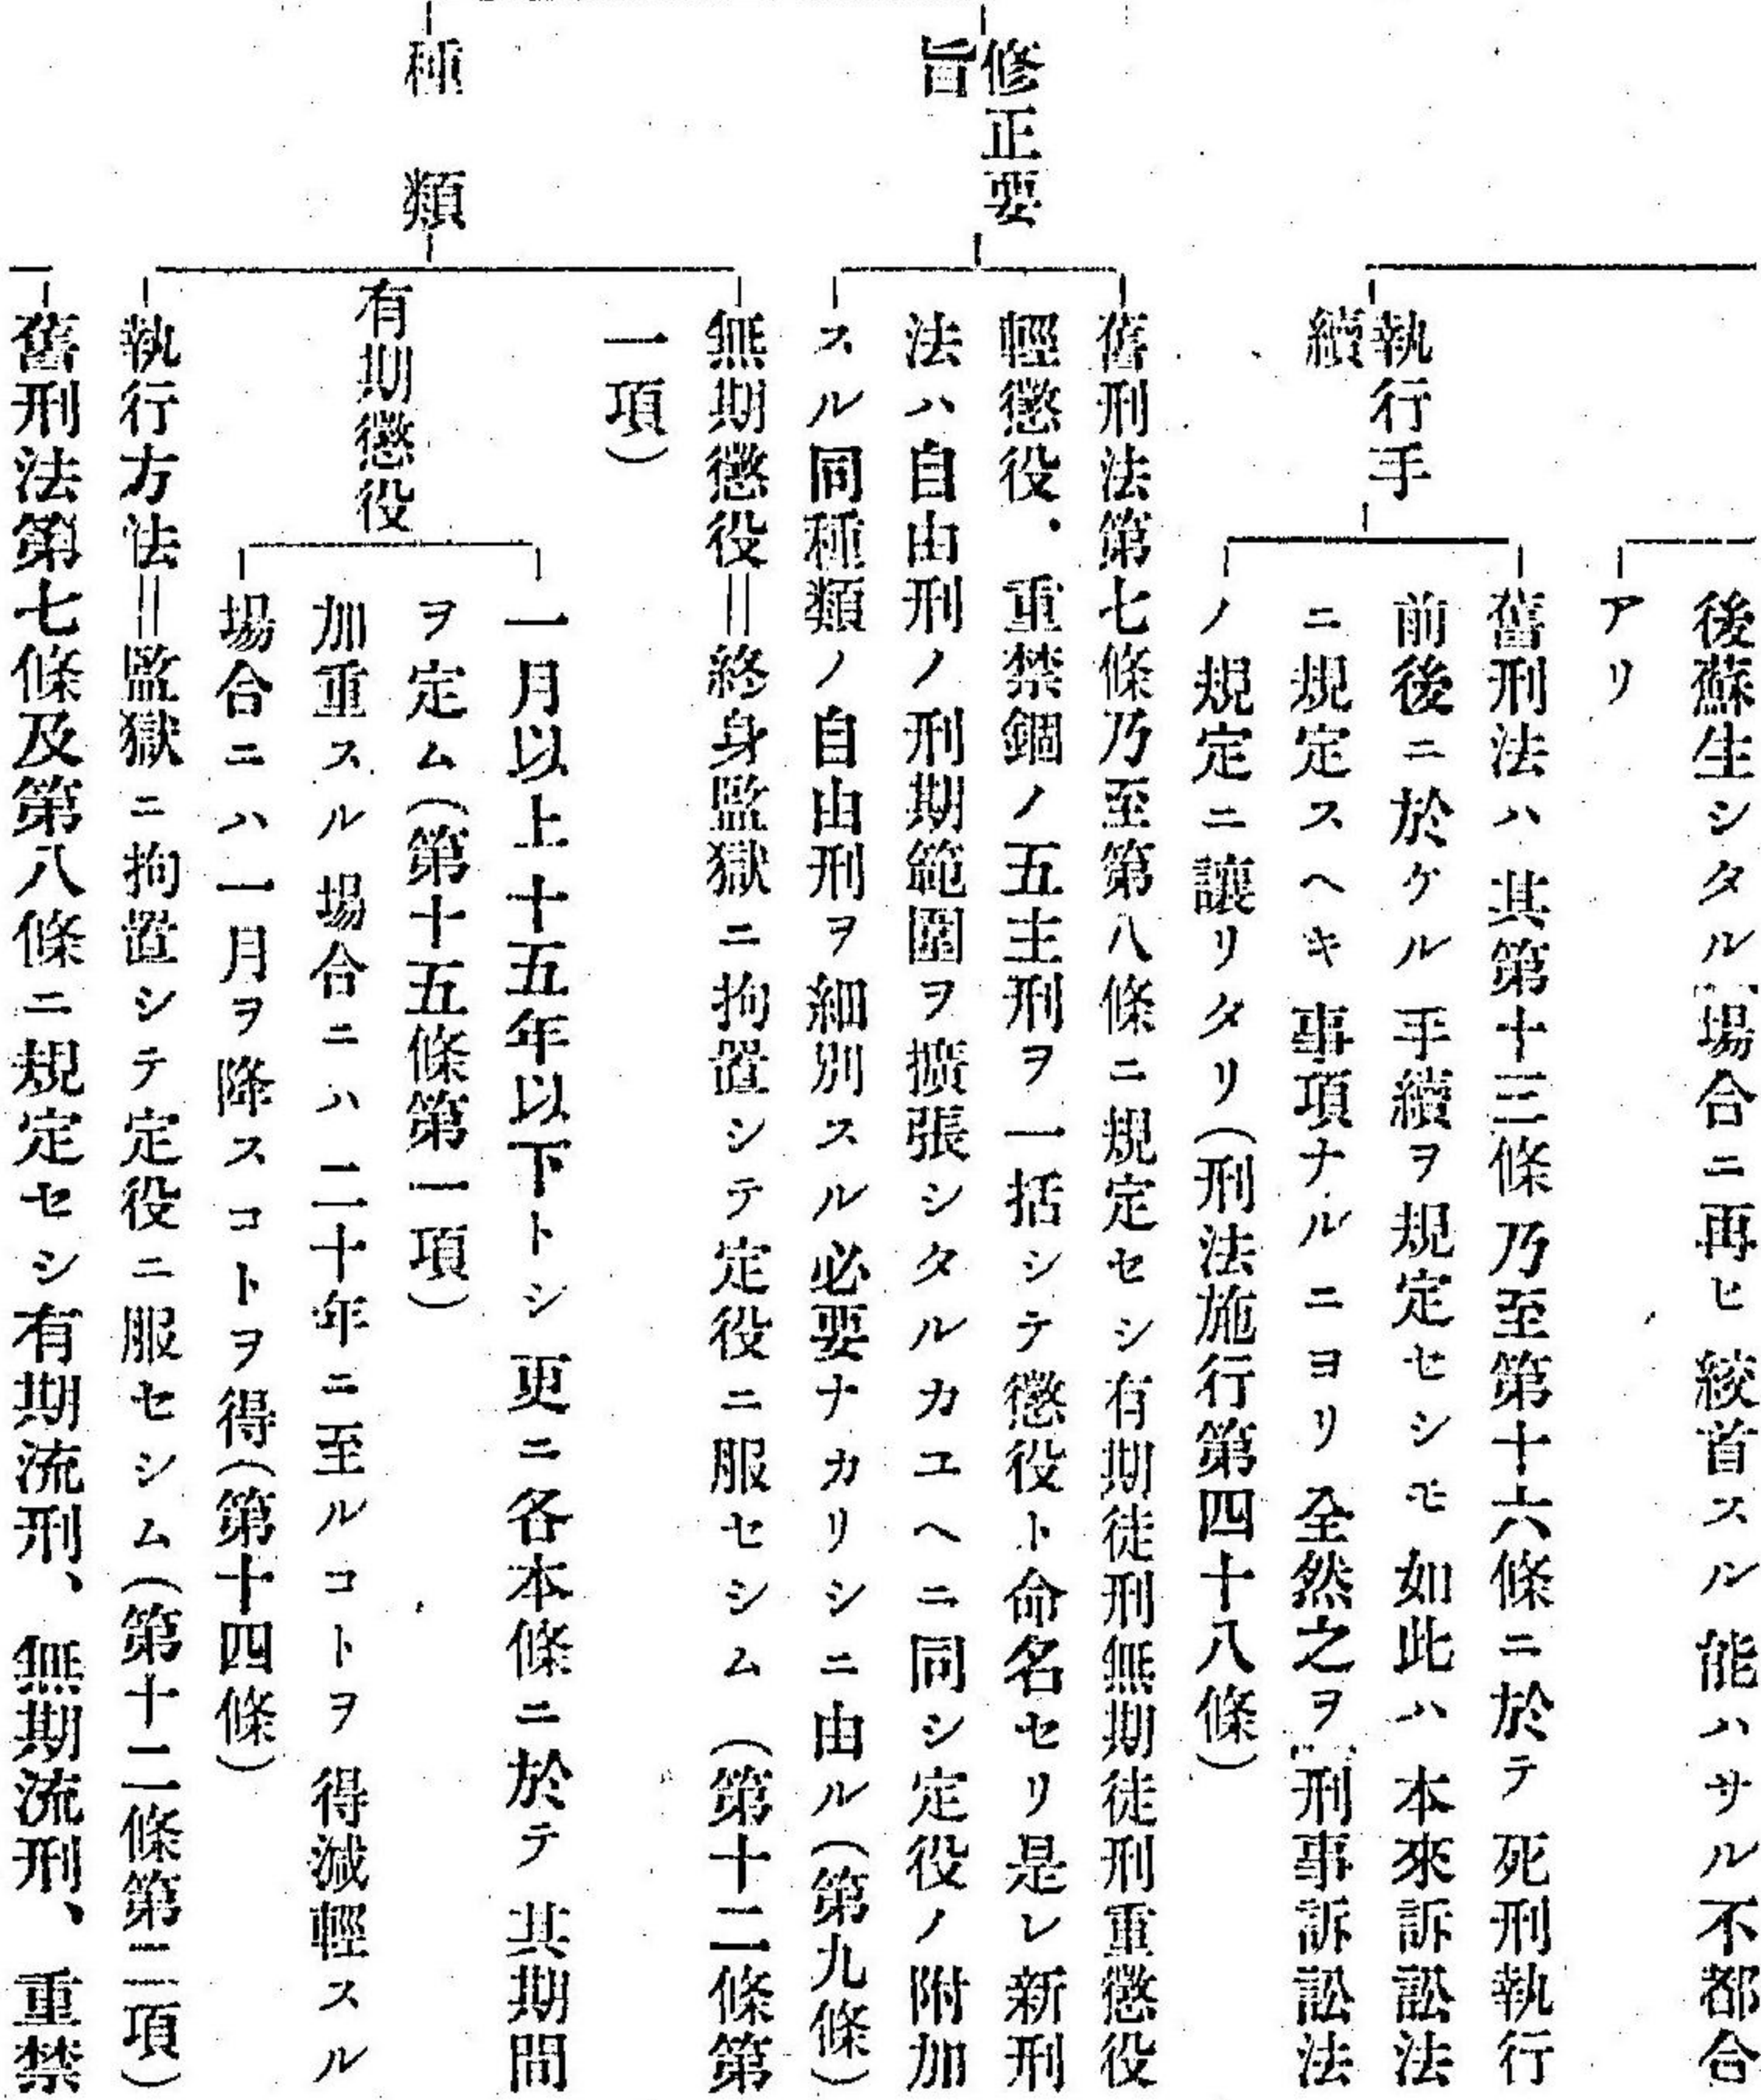 後蘇生シタル場合ニ再ヒ絞首スル能ハサル不都合
アリ
執行手
續
舊刑法ハ其第十三條乃至第十六條ニ於テ死刑執行
前後ニ於ケル手續ヲ規定セシモ如此ハ本來訴訟法
ニ規定スヘキ事項ナルニヨリ全然之ヲ刑事訴訟法
ノ規定ニ讓リタリ(刑法施行第四十八條)
修正要
旨
舊刑法第七條乃至第八條ニ規定セシ有期徒刑無期徒刑重懲役
輕懲役、重禁錮ノ五主刑ヲ一括シテ懲役ト命名セリ是レ新刑
法ハ自由刑ノ刑期範圍ヲ擴張シタルカユヘニ同シ定役ノ附加
スル同種類ノ自由刑ヲ細別スル必要ナカリシニ由ル(第九條)
種類
無期懲役=終身監獄ニ拘置シテ定役ニ服セシム(第十二條第
一項)
有期懲役
一月以上十五年以下トシ更ニ各本條ニ於テ其期間
ヲ定ム(第十五條第一項)
加重スル場合ニハ二十年ニ至ルコトヲ得減輕スル
場合ニハ一月ヲ降スコトヲ得(第十四條)
執行方法=監獄ニ拘置シテ定役ニ服セシム(第十二條第二項)
舊刑法第七條及第八條ニ規定セシ有期流刑、無期流刑、重禁